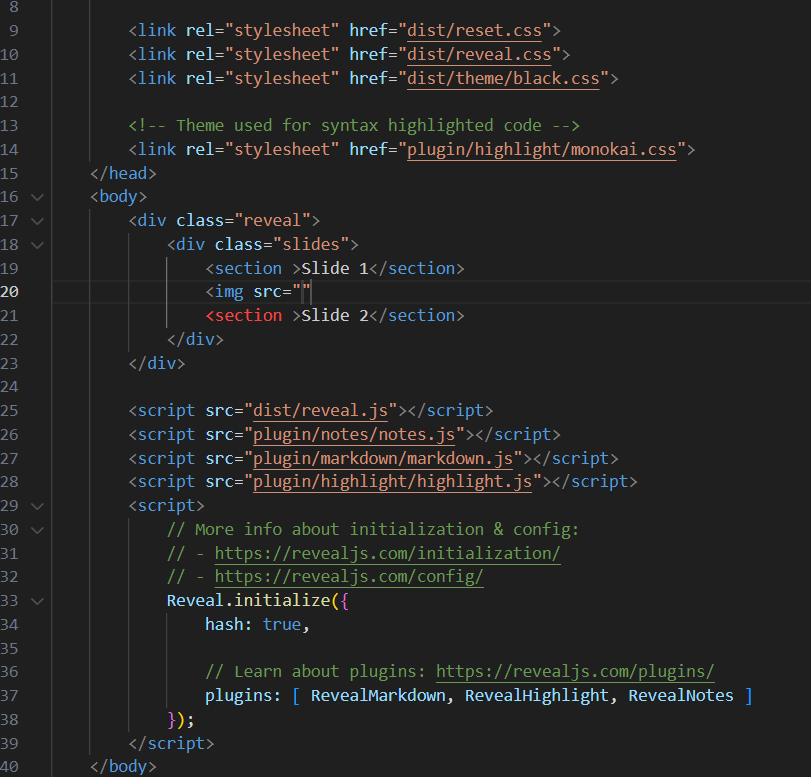 8
9 <link rel="stylesheet" href="dist/reset.css">
10 <link rel="stylesheet" href="dist/reveal.css">
11 <link rel="stylesheet" href="dist/theme/black.css">
12
13 <!-- Theme used for syntax highlighted code -->
14 <link rel="stylesheet" href="plugin/highlight/monokai.css">
15 </head>
16 <body>
17 <div class="reveal">
18 <div class="slides">
19 <section >Slide 1</section>
20 <img src=""
21 <section >Slide 2</section>
22 </div>
23 </div>
24
25 <script src="dist/reveal.js"></script>
26 <script src="plugin/notes/notes.js"></script>
27 <script src="plugin/markdown/markdown.js"></script>
28 <script src="plugin/highlight/highlight.js"></script>
29 <script>
30 // More info about initialization & config:
31 // - https://revealjs.com/initialization/
32 // - https://revealjs.com/config/
33 Reveal.initialize({
34 hash: true,
35
36 // Learn about plugins: https://revealjs.com/plugins/
37 plugins: [ RevealMarkdown, RevealHighlight, RevealNotes ]
38 });
39 </script>
40 </body>